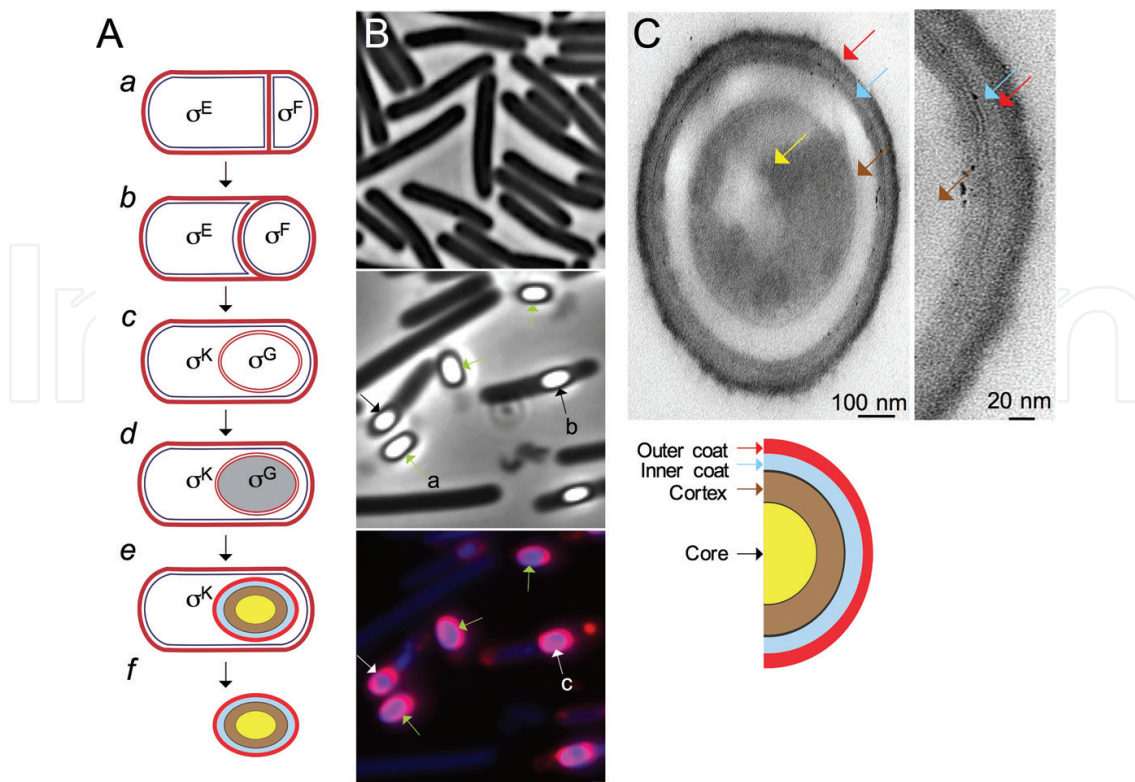 A
a
σE σF
b
σE σF
c
σK σG
d
σK σG
e
σK
f
B
a
b
c
C
100 nm
20 nm
Outer coat
Inner coat
Cortex
Core